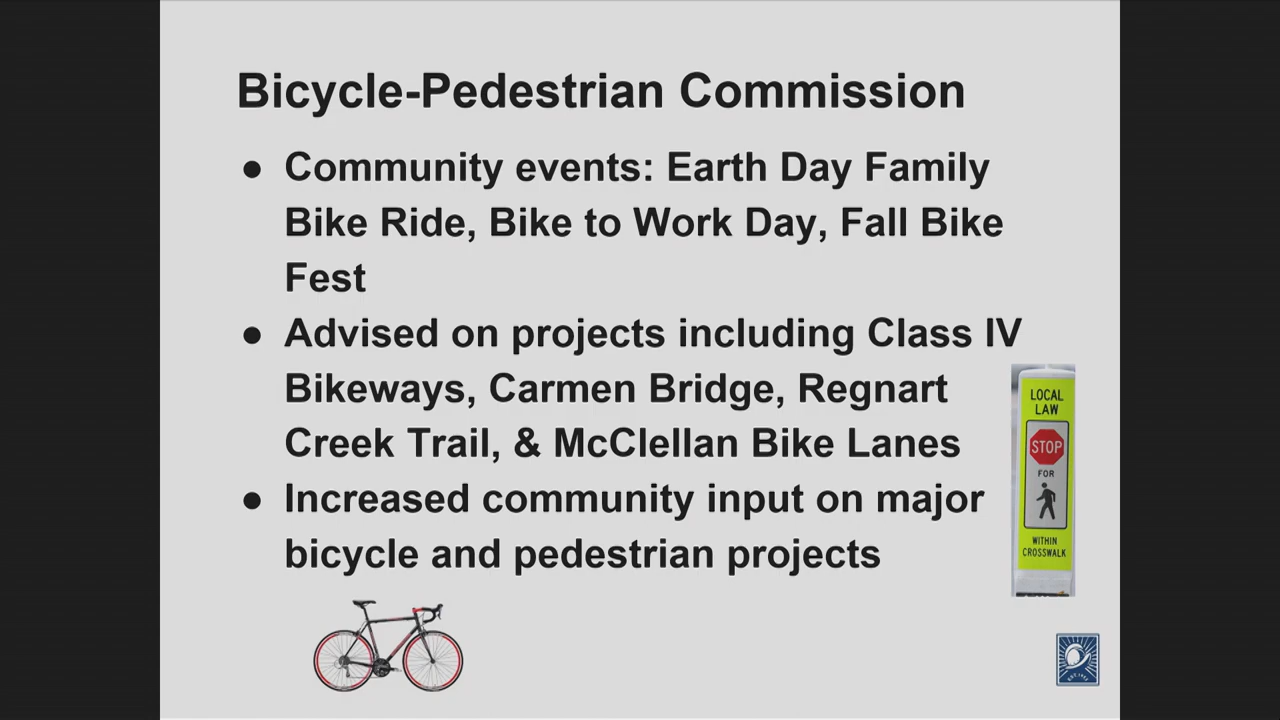 Bicycle-Pedestrian Commission
● Community events: Earth Day Family
Bike Ride, Bike to Work Day, Fall Bike
Fest
● Advised on projects including Class IV
Bikeways, Carmen Bridge, Regnart
Creek Trail, & McClellan Bike Lanes
● Increased community input on major
bicycle and pedestrian projects
LOCAL
LAW
STOP
FOR
WITHIN
CROSSWALK